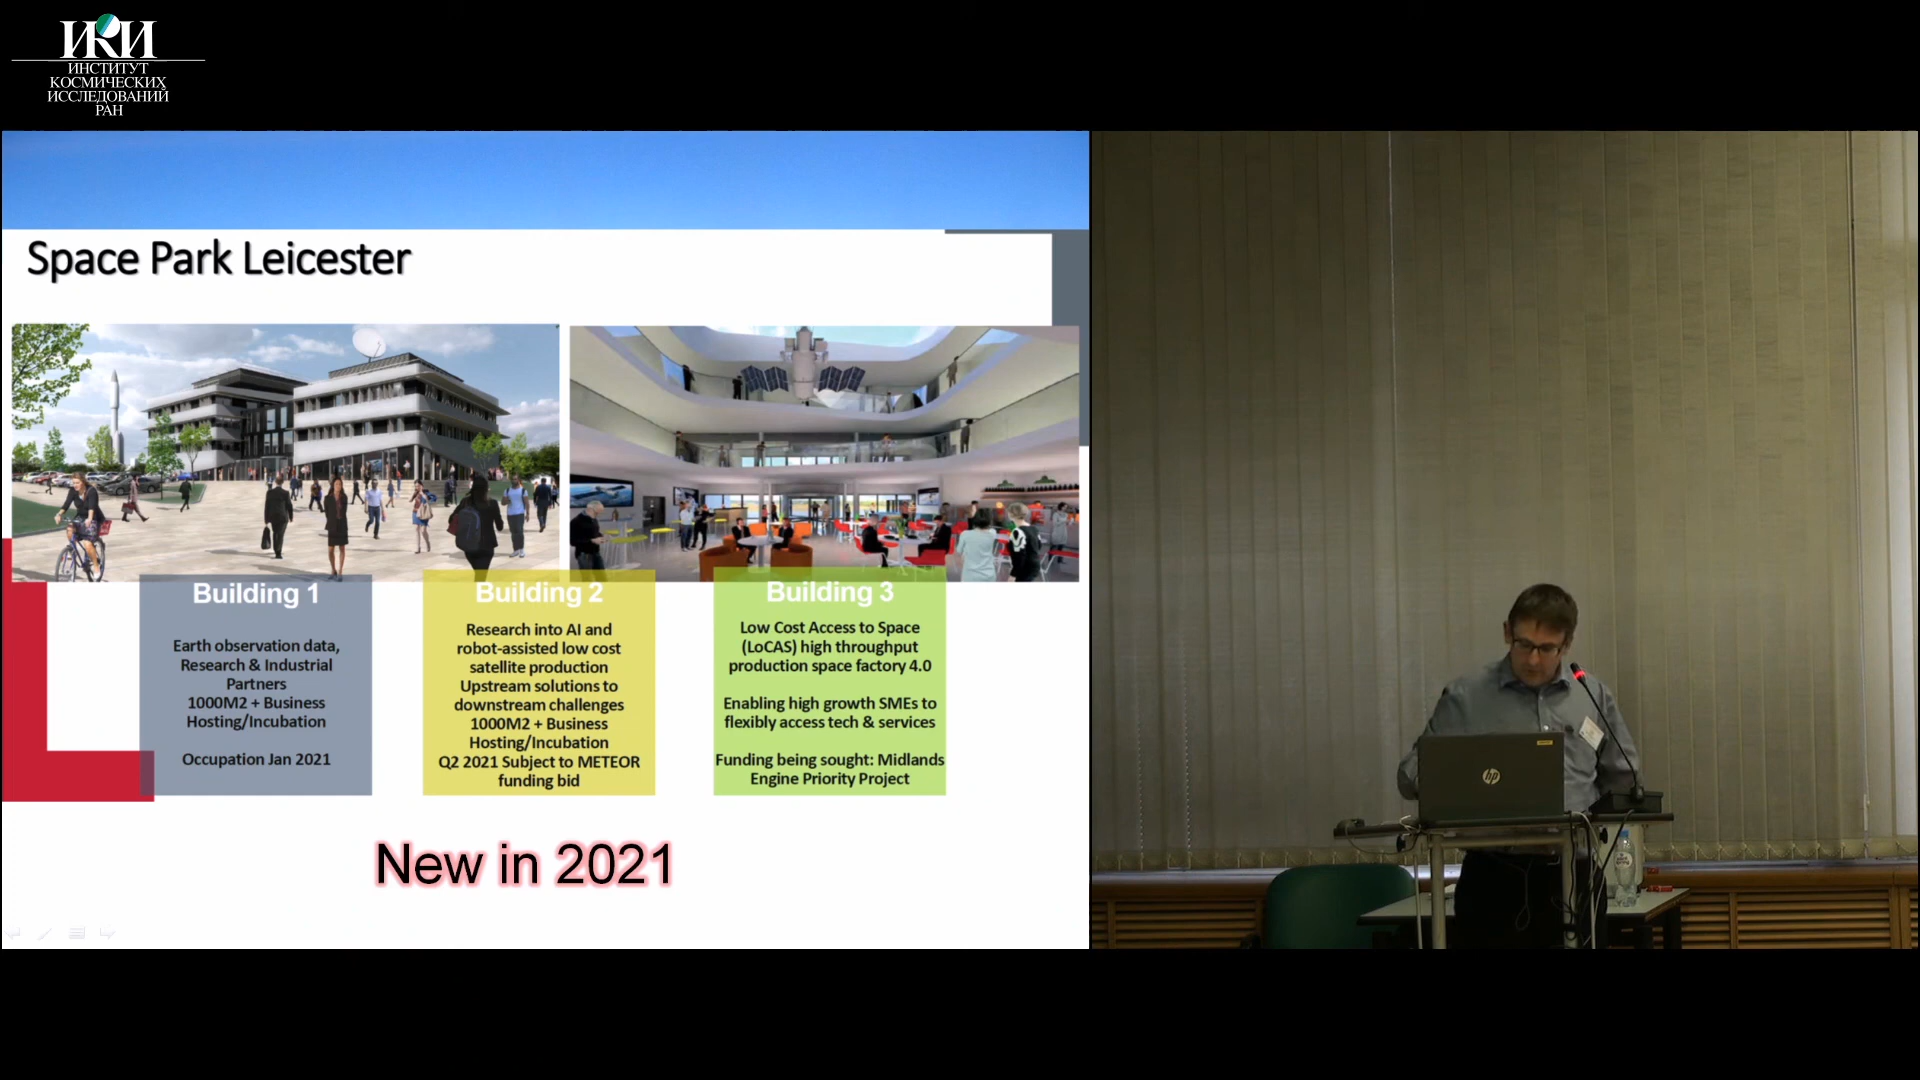 ИКИ
ИНСТИТУТ
КОСМИЧЕСКИХ
ИССЛЕДОВАНИЙ
РАН
Space Park Leicester
Building 1
Earth observation data,
Research & Industrial
Partners
1000M2 + Business
Hosting/Incubation
Occupation Jan 2021
Building 2
Research into AI and
robot-assisted low cost
satellite production
Upstream solutions to
downstream challenges
1000M2 + Business
Hosting/Incubation
Q2 2021 Subject to METEOR
funding bid
Building 3
Low Cost Access to Space
(LoCAS) high throughput
production space factory 4.0
Enabling high growth SMEs to
flexibly access tech & services
Funding being sought: Midlands
Engine Priority Project
New in 2021
hp